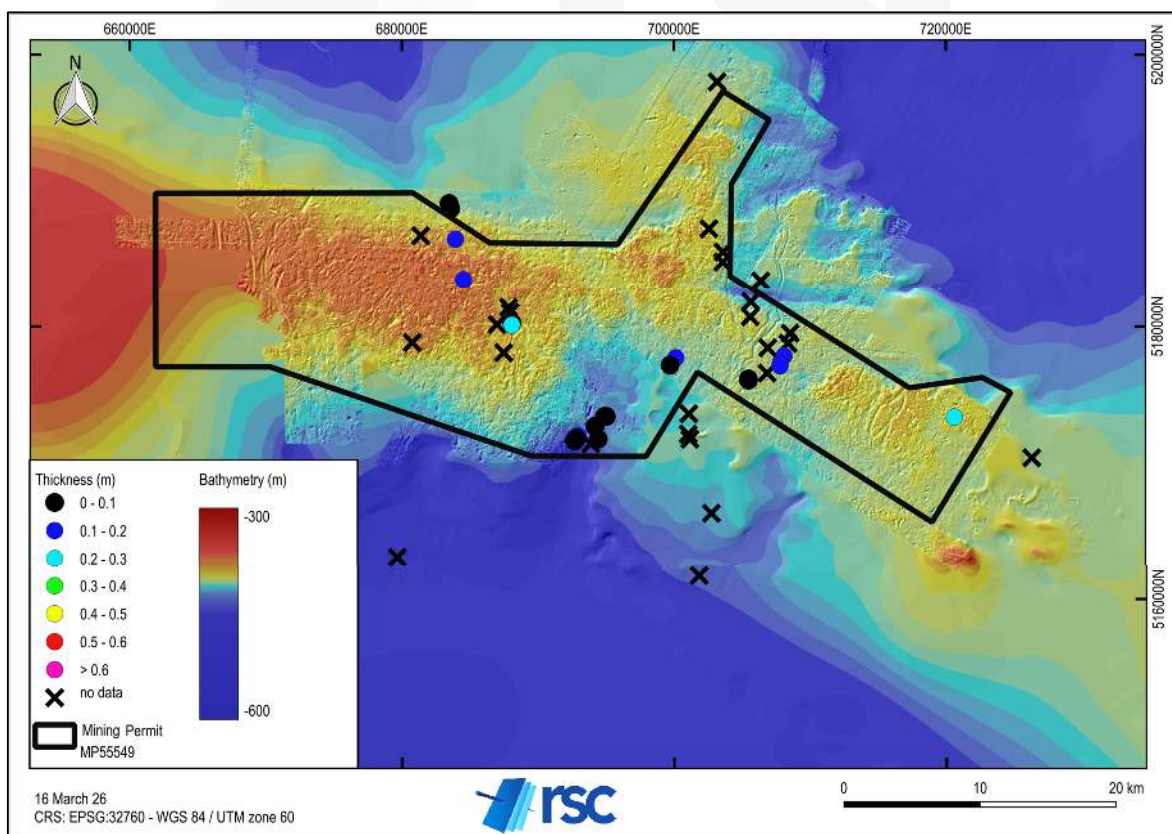 660000E
680000E
700000E
720000E
N
5200000N
5180000N
5160000N
Thickness (m)
0 - 0.1
0.1 - 0.2
0.2 - 0.3
0.3 - 0.4
0.4 - 0.5
0.5 - 0.6
> 0.6
no data
Mining Permit
MP55549
Bathymetry (m)
-300
-600
16 March 26
CRS: EPSG:32760 - WGS 84 / UTM zone 60
rsc
0 10 20 km